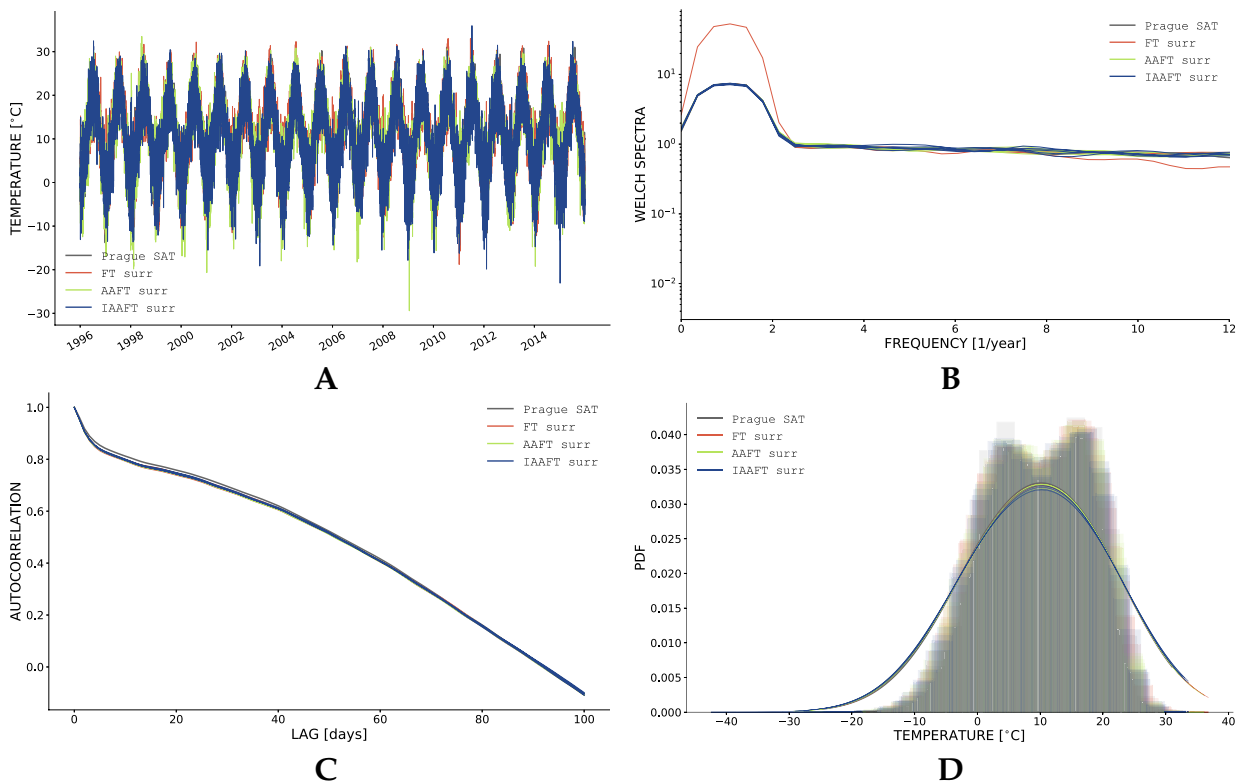 TEMPERATURE [°C]
30
20
10
0
−10
−20
−30
Prague SAT
FT surr
AAFT surr
IAAFT surr
1996
1998
2000
2002
2004
2006
2008
2010
2012
2014
A
WELCH SPECTRA
10¹
10⁰
10⁻¹
10⁻²
Prague SAT
FT surr
AAFT surr
IAAFT surr
0
2
4
6
8
10
12
FREQUENCY [1/year]
B
AUTOCORRELATION
1.0
0.8
0.6
0.4
0.2
0.0
Prague SAT
FT surr
AAFT surr
IAAFT surr
0
20
40
60
80
100
LAG [days]
C
PDF
0.040
0.035
0.030
0.025
0.020
0.015
0.010
0.005
0.000
Prague SAT
FT surr
AAFT surr
IAAFT surr
−40
−30
−20
−10
0
10
20
30
40
TEMPERATURE [°C]
D